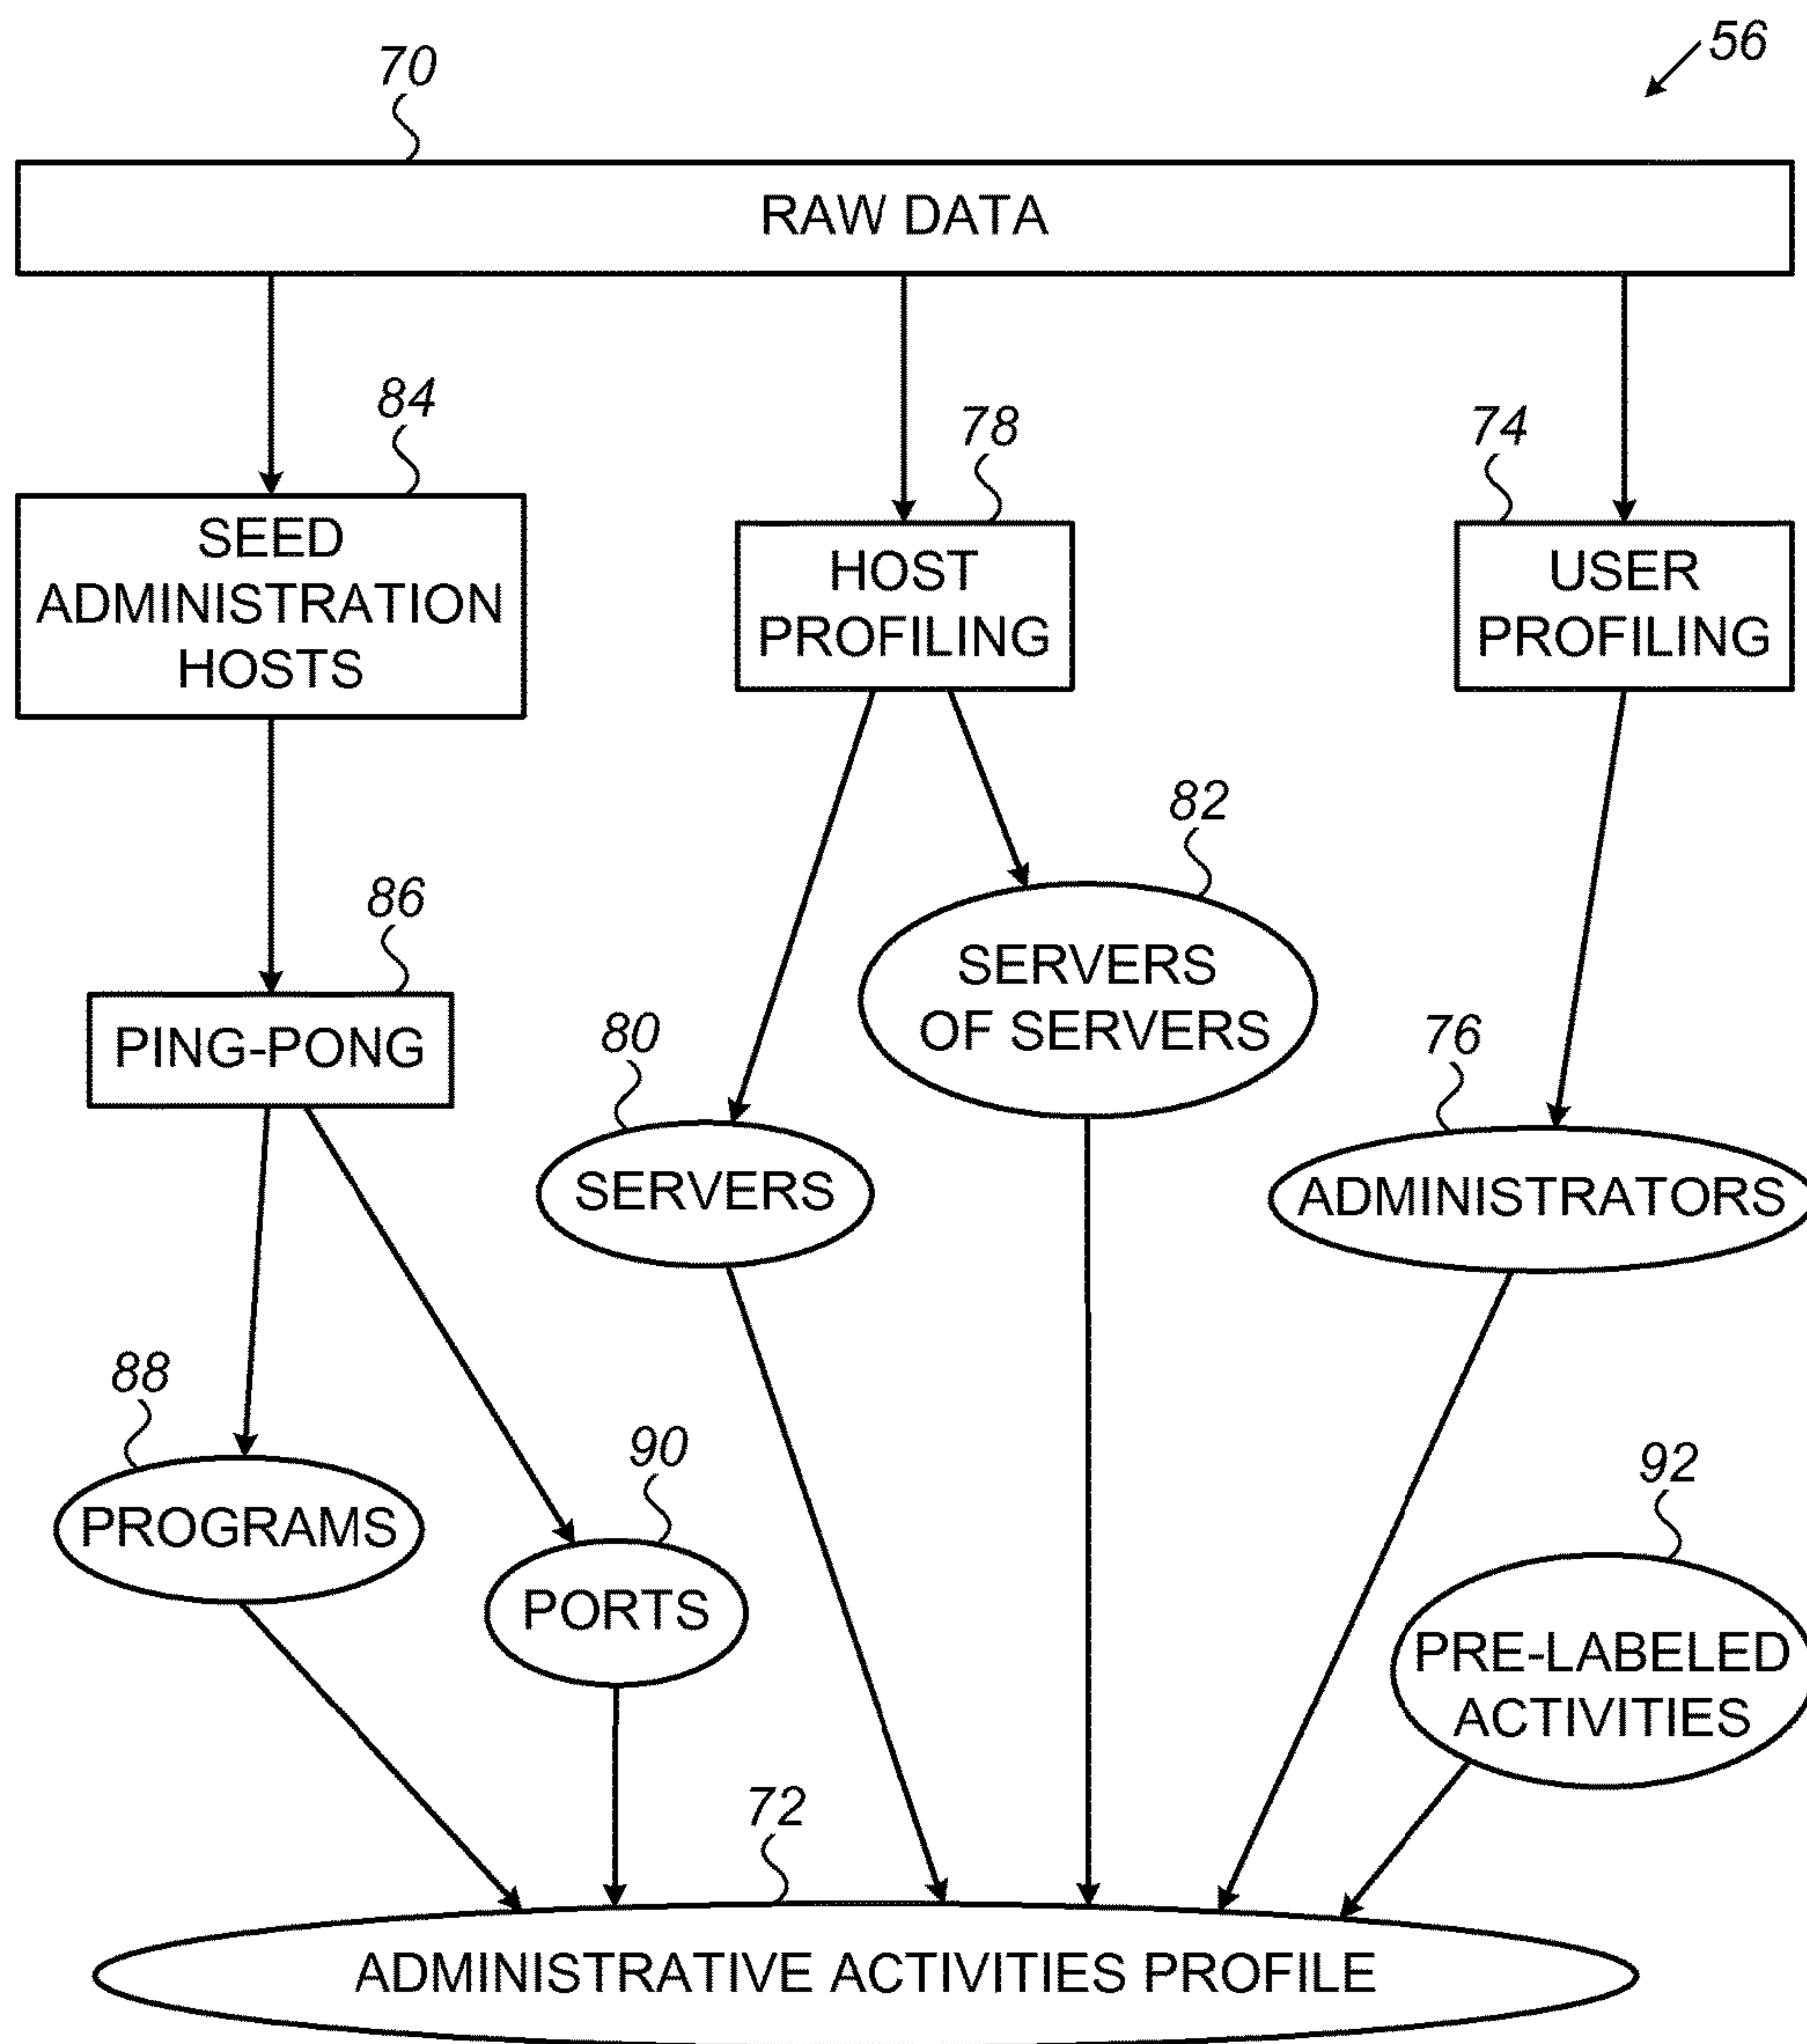 56
70
RAW DATA
84
78
74
SEED
ADMINISTRATION
HOSTS
HOST
PROFILING
USER
PROFILING
82
86
SERVERS
OF SERVERS
PING-PONG
80
76
SERVERS
ADMINISTRATORS
88
90
92
PROGRAMS
PORTS
PRE-LABELED
ACTIVITIES
72
ADMINISTRATIVE ACTIVITIES PROFILE